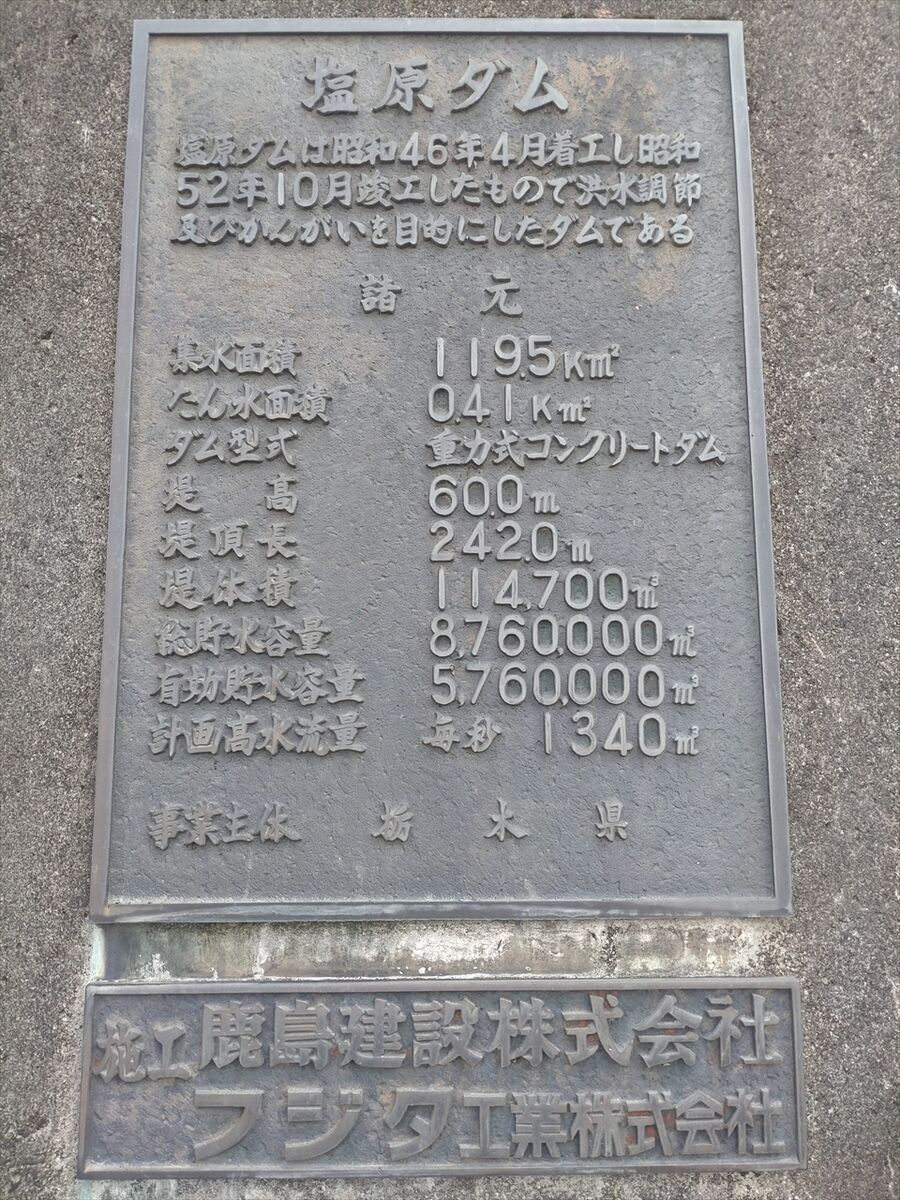 塩原ダム
塩原ダムは昭和46年4月着工し昭和
52年10月竣工したもので洪水調節
及びかんがいを目的にしたダムである
諸 元
集水面積 119.5 Km²
たん水面積 0.41 Km²
ダム型式 重力式コンクリートダム
堤 高 60.0m
堤頂長 242.0m
堤体積 114,700m³
総貯水容量 8,760,000m³
有効貯水容量 5,760,000m³
計画高水流量 毎秒 1340m³
事業主体 栃 木 県
施工 鹿島建設株式会社
フジタ工業株式会社